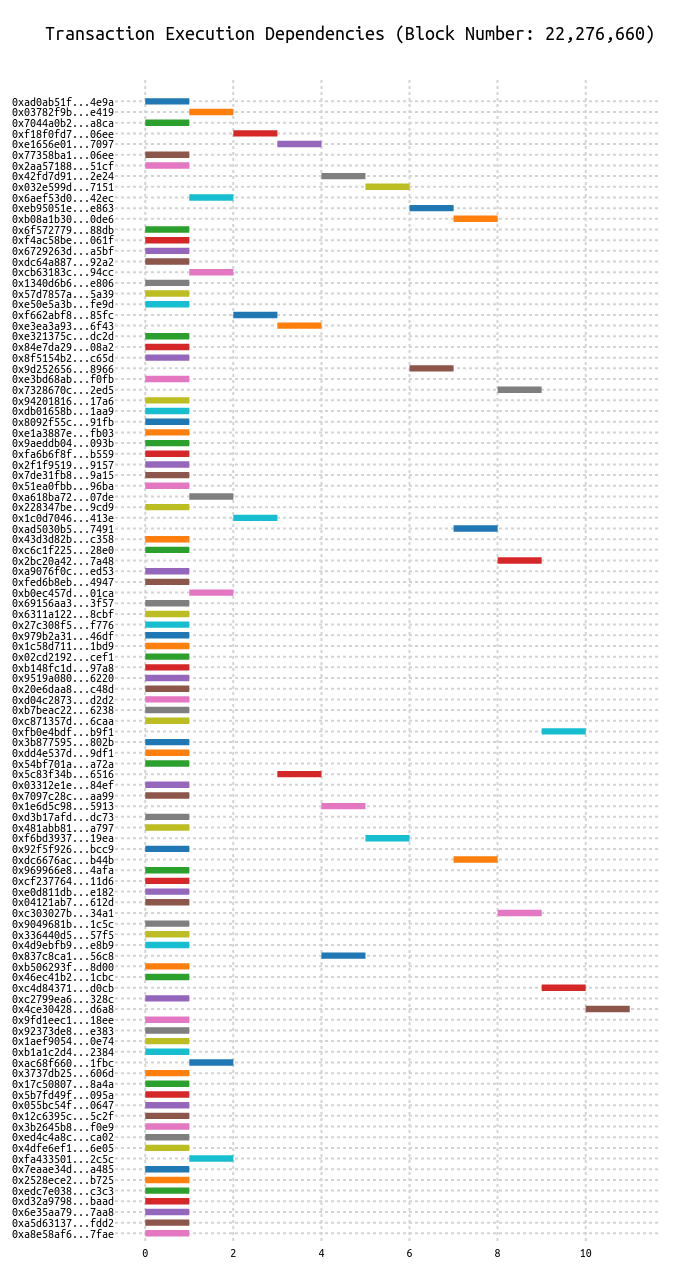 Transaction Execution Dependencies (Block Number: 22,276,660)
0xad0ab51f...4e9a
0x03782f9b...e419
0x7044a0b2...a8ca
0xf18f0fd7...06ee
0xe1656e01...7097
0x77358ba1...06ee
0x2aa57188...51cf
0x42fd7d91...2e24
0x032e599d...7151
0x6aef53d0...42ec
0xeb95051e...e863
0xb08a1b30...0de6
0x6f572779...88db
0xf4ac58be...061f
0x6729263d...a5bf
0xdc64a887...92a2
0xcb63183c...94cc
0x1340d6b6...e806
0x57d7857a...5a39
0xe50e5a3b...fe9d
0xf662abf8...85fc
0xe3ea3a93...6f43
0xe321375c...dc2d
0x84e7da29...08a2
0x8f5154b2...c65d
0x9d252656...8966
0xe3bd68ab...f0fb
0x7328670c...2ed5
0x94201816...17a6
0xdb01658b...1aa9
0x8092f55c...91fb
0xe1a3887e...fb03
0x9aeddb04...093b
0xfa6b6f8f...b559
0x2f1f9519...9157
0x7de31fb8...9a15
0x51ea0fbb...96ba
0xa618ba72...07de
0x228347be...9cd9
0x1c0d7046...413e
0xad5030b5...7491
0x43d3d82b...c358
0xc6c1f225...28e0
0x2bc20a42...7a48
0xa9076f0c...ed53
0xfed6b8eb...4947
0xb0ec457d...01ca
0x69156aa3...3f57
0x6311a122...8cbf
0x27c308f5...f776
0x979b2a31...46df
0x1c58d711...1bd9
0x02cd2192...cef1
0xb148fc1d...97a8
0x9519a080...6220
0x20e6daa8...c48d
0xd04c2873...d2d2
0xb7beac22...6238
0xc871357d...6caa
0xfb0e4bdf...b9f1
0x3b877595...802b
0xdd4e537d...9df1
0x54bf701a...a72a
0x5c83f34b...6516
0x03312e1e...84ef
0x7097c28c...aa99
0x1e6d5c98...5913
0xd3b17afd...dc73
0x481abb81...a797
0xf6bd3937...19ea
0x92f5f926...bcc9
0xdc6676ac...b44b
0x969966e8...4afa
0xcf237764...11d6
0xe0d811db...e182
0x04121ab7...612d
0xc303027b...34a1
0x9049681b...1c5c
0x336440d5...57f5
0x4d9ebfb9...e8b9
0x837c8ca1...56c8
0xb506293f...8d00
0x46ec41b2...1cbc
0xc4d84371...d0cb
0xc2799ea6...328c
0x4ce30428...d6a8
0x9fd1eec1...18ee
0x92373de8...e383
0x1aef9054...0e74
0xb1a1c2d4...2384
0xac68f660...1fbc
0x3737db25...606d
0x17c50807...8a4a
0x5b7fd49f...095a
0x055bc54f...0647
0x12c6395c...5c2f
0x3b2645b8...f0e9
0xed4c4a8c...ca02
0x4dfe6ef1...6e05
0xfa433501...2c5c
0x7eaae34d...a485
0x2528ece2...b725
0xedc7e038...c3c3
0xd32a9798...baad
0x6e35aa79...7aa8
0xa5d63137...fdd2
0xa8e58af6...7fae
0 2 4 6 8 10